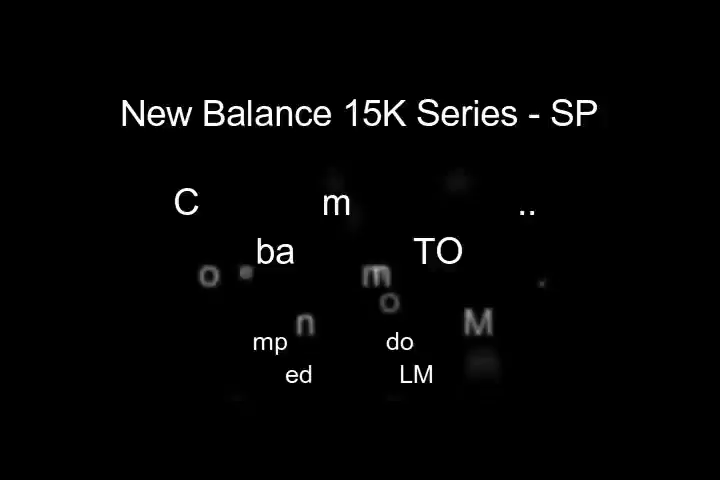 New Balance 15K Series - SP
C m ..
ba TO
o m .
o
n M
mp do
ed LM